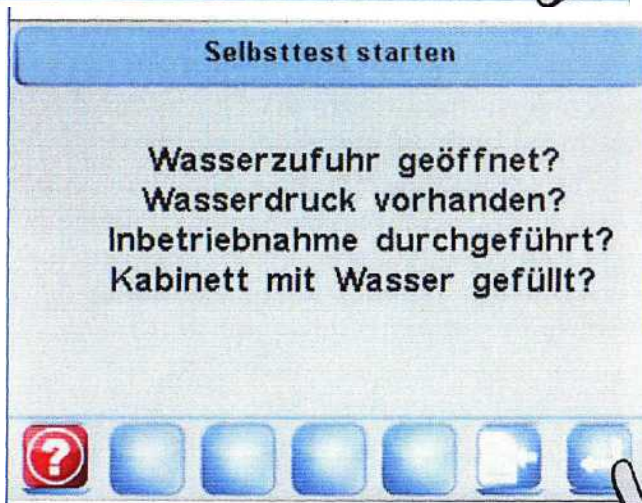 Selbsttest starten
Wasserzufuhr geöffnet?
Wasserdruck vorhanden?
Inbetriebnahme durchgeführt?
Kabinett mit Wasser gefüllt?
?